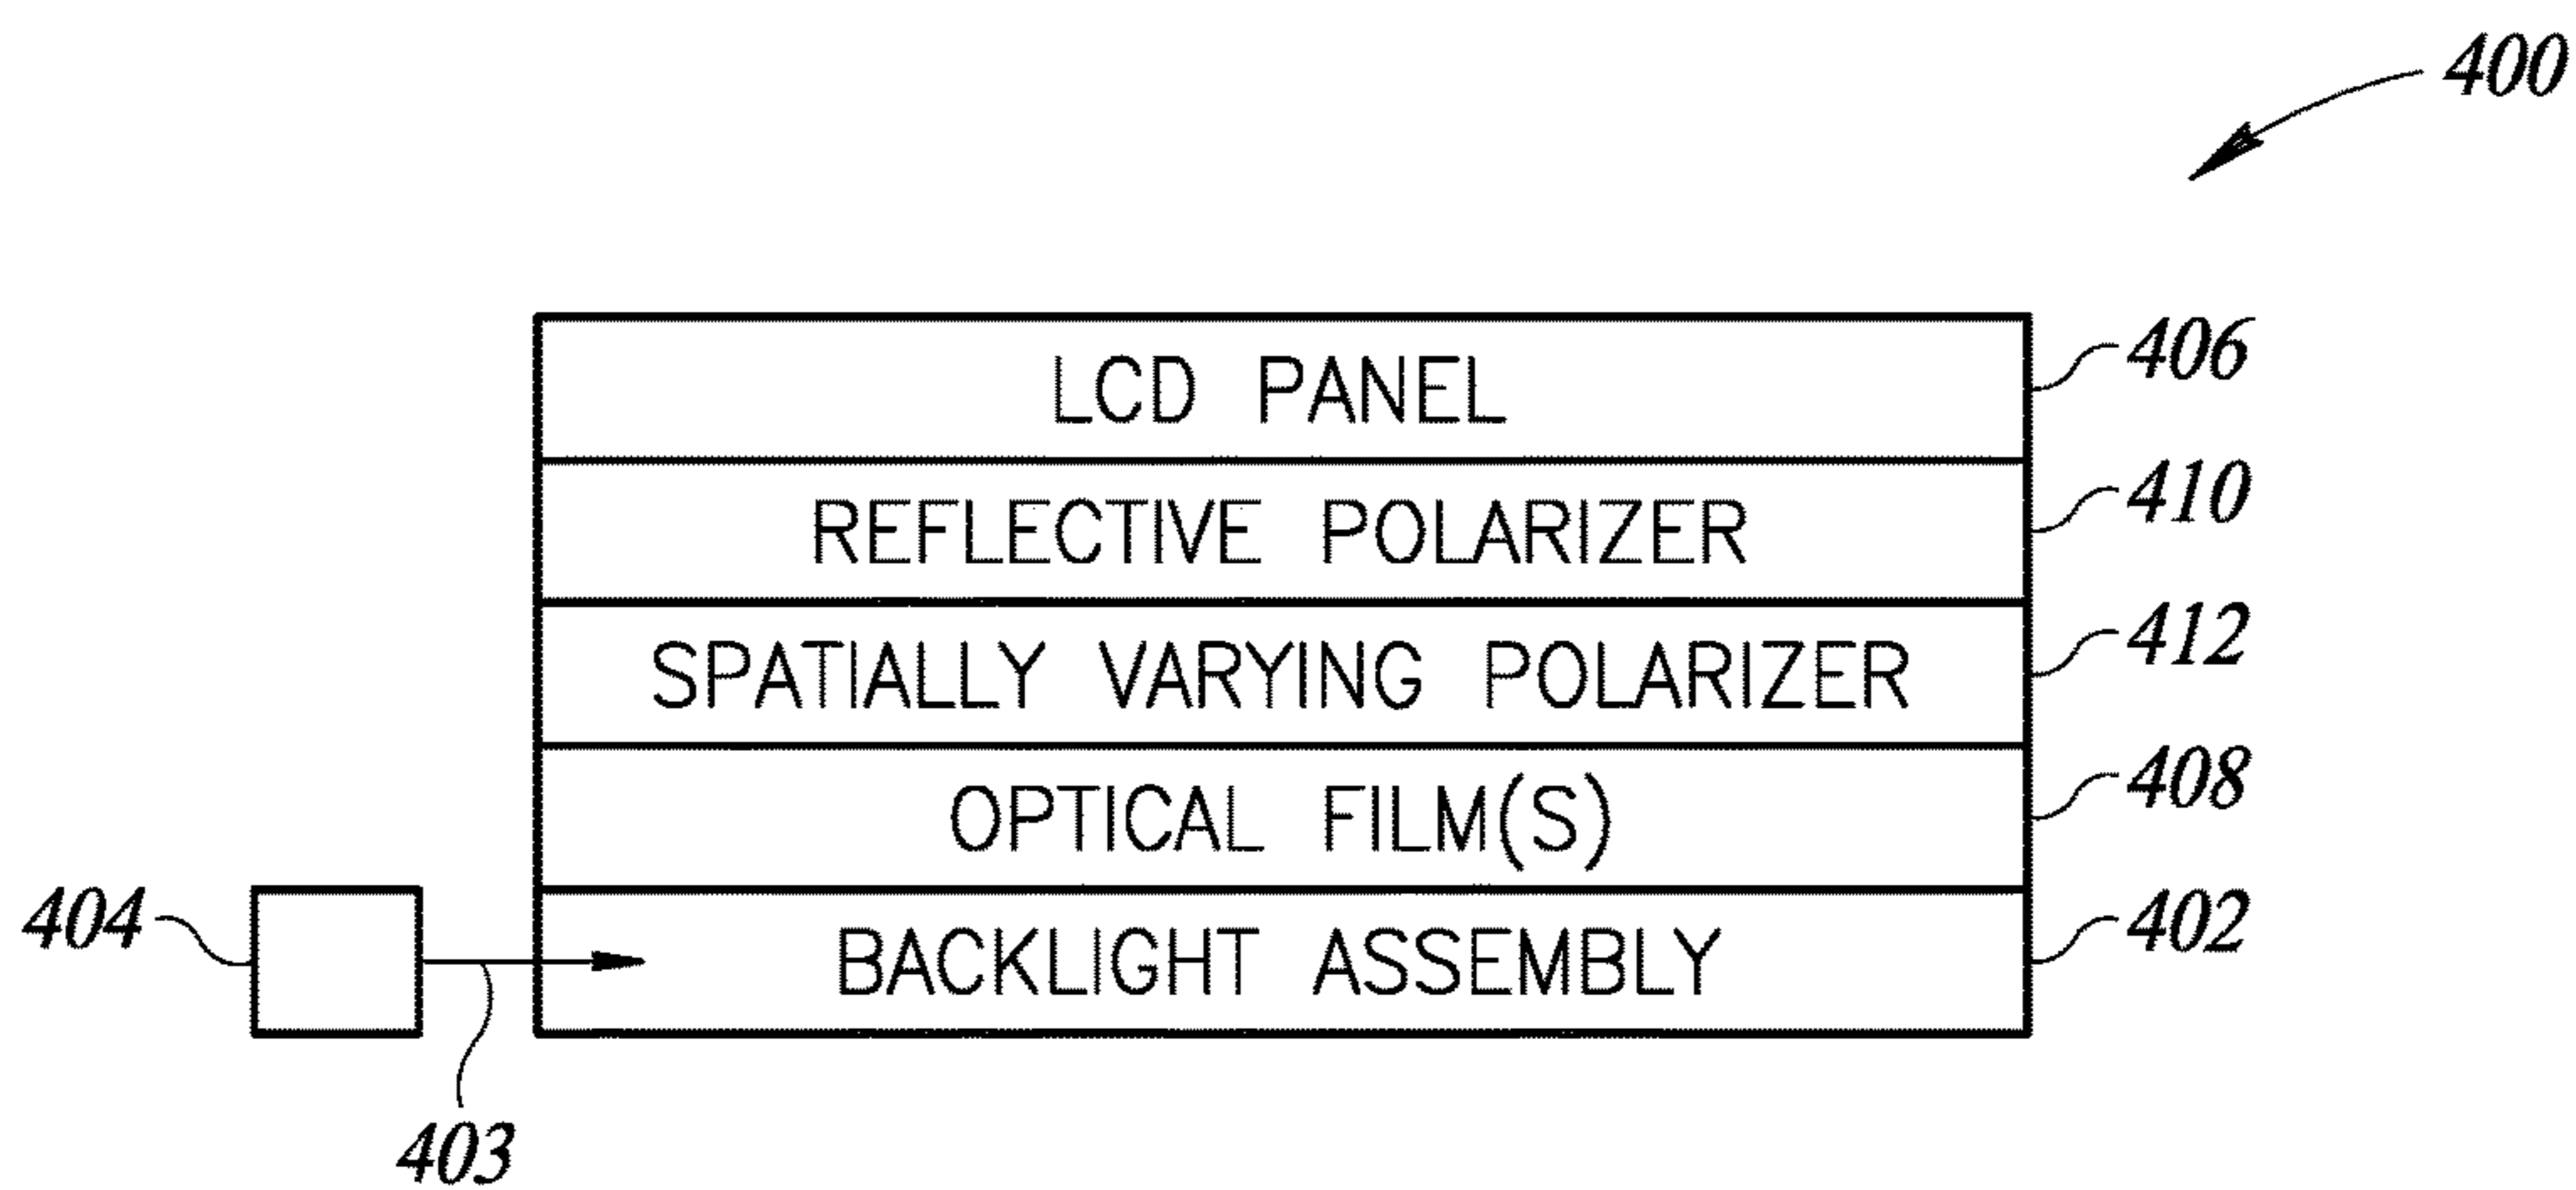 400
LCD PANEL 406
REFLECTIVE POLARIZER 410
SPATIALLY VARYING POLARIZER 412
OPTICAL FILM(S) 408
404 BACKLIGHT ASSEMBLY 402
403